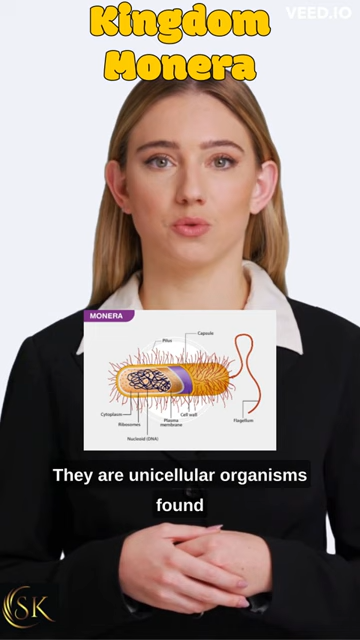 Kingdom
VEED.IO
Monera
MONERA
Capsule
Pilus
Cytoplasm
Cell wall
Ribosomes
Plasma
membrane
Flagellum
Nucleoid (DNA)
They are unicellular organisms
found
SK